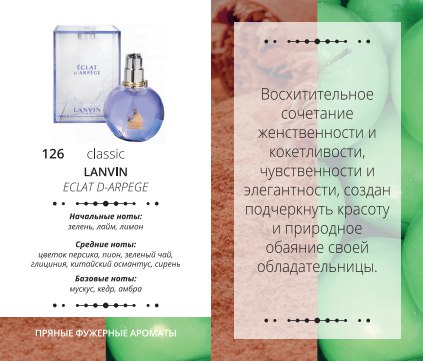 ECLAT
D'ARPÈGE
LANVIN
126 classic
LANVIN
ECLAT D-ARPEGE
Начальные ноты:
зелень, лайм, лимон
Средние ноты:
цветок персика, пион, зеленый чай,
глициния, китайский османтус, сирень
Базовые ноты:
мускус, кедр, амбра
ПРЯНЫЕ ФУЖЕРНЫЕ АРОМАТЫ
Восхитительное
сочетание
женственности и
кокетливости,
чувственности и
элегантности, создан
подчеркнуть красоту
и природное
обаяние своей
обладательницы.